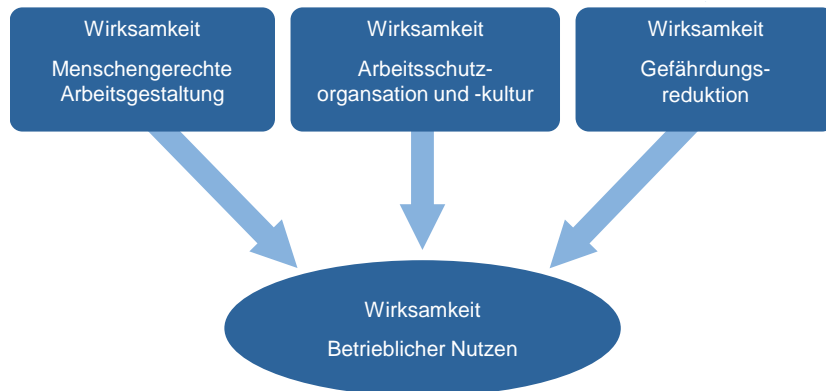 Wirksamkeit
Menschengerechte
Arbeitsgestaltung
Wirksamkeit
Arbeitsschutz-
organsation und -kultur
Wirksamkeit
Gefährdungs-
reduktion
Wirksamkeit
Betrieblicher Nutzen